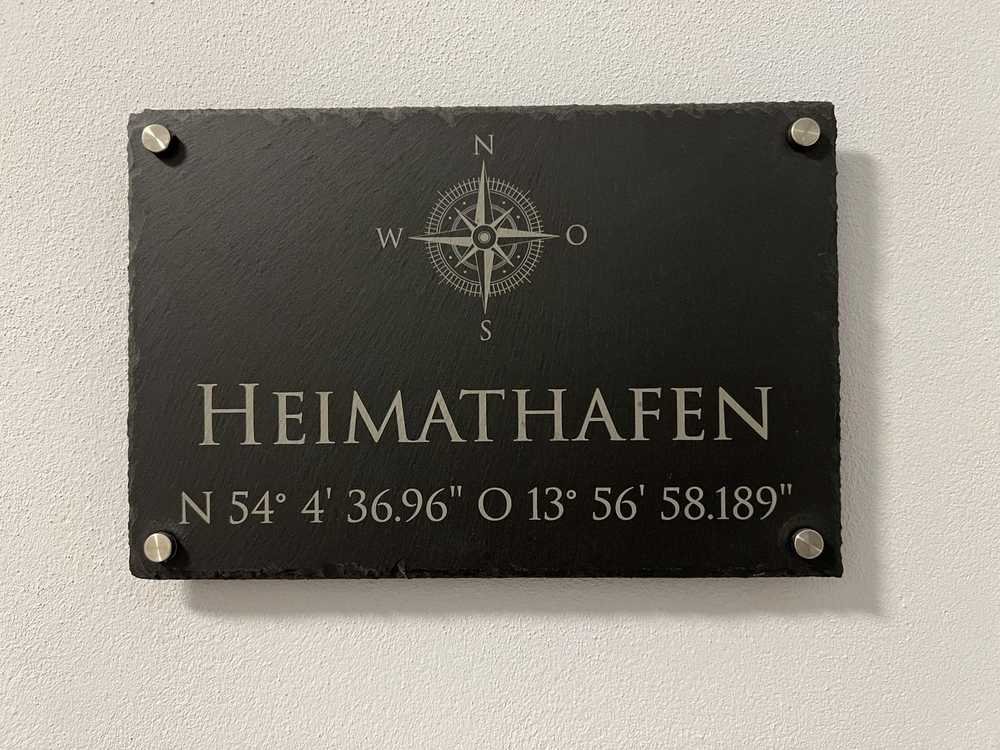 N
W O
S
HEIMATHAFEN
N 54° 4' 36.96" O 13° 56' 58.189"